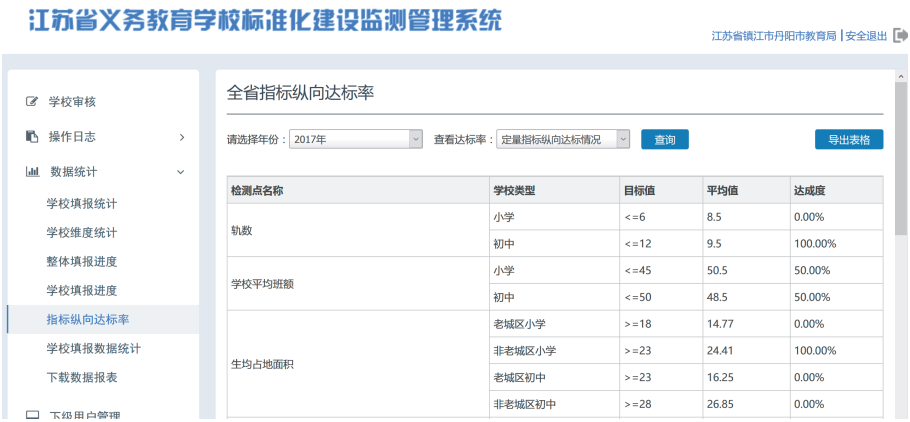 江苏省义务教育学校标准化建设监测管理系统
江苏省镇江市丹阳市教育局 | 安全退出
学校审核
操作日志
数据统计
学校填报统计
学校维度统计
整体填报进度
学校填报进度
指标纵向达标率
学校填报数据统计
下载数据报表
下级用户管理
全省指标纵向达标率
请选择年份： 2017年 查看达标率： 定量指标纵向达标情况 查询 导出表格
检测点名称 学校类型 目标值 平均值 达成度
轨数
小学 <=6 8.5 0.00%
初中 <=12 9.5 100.00%
学校平均班额
小学 <=45 50.5 50.00%
初中 <=50 48.5 50.00%
生均占地面积
老城区小学 >=18 14.77 0.00%
非老城区小学 >=23 24.41 100.00%
老城区初中 >=23 16.25 0.00%
非老城区初中 >=28 26.85 0.00%